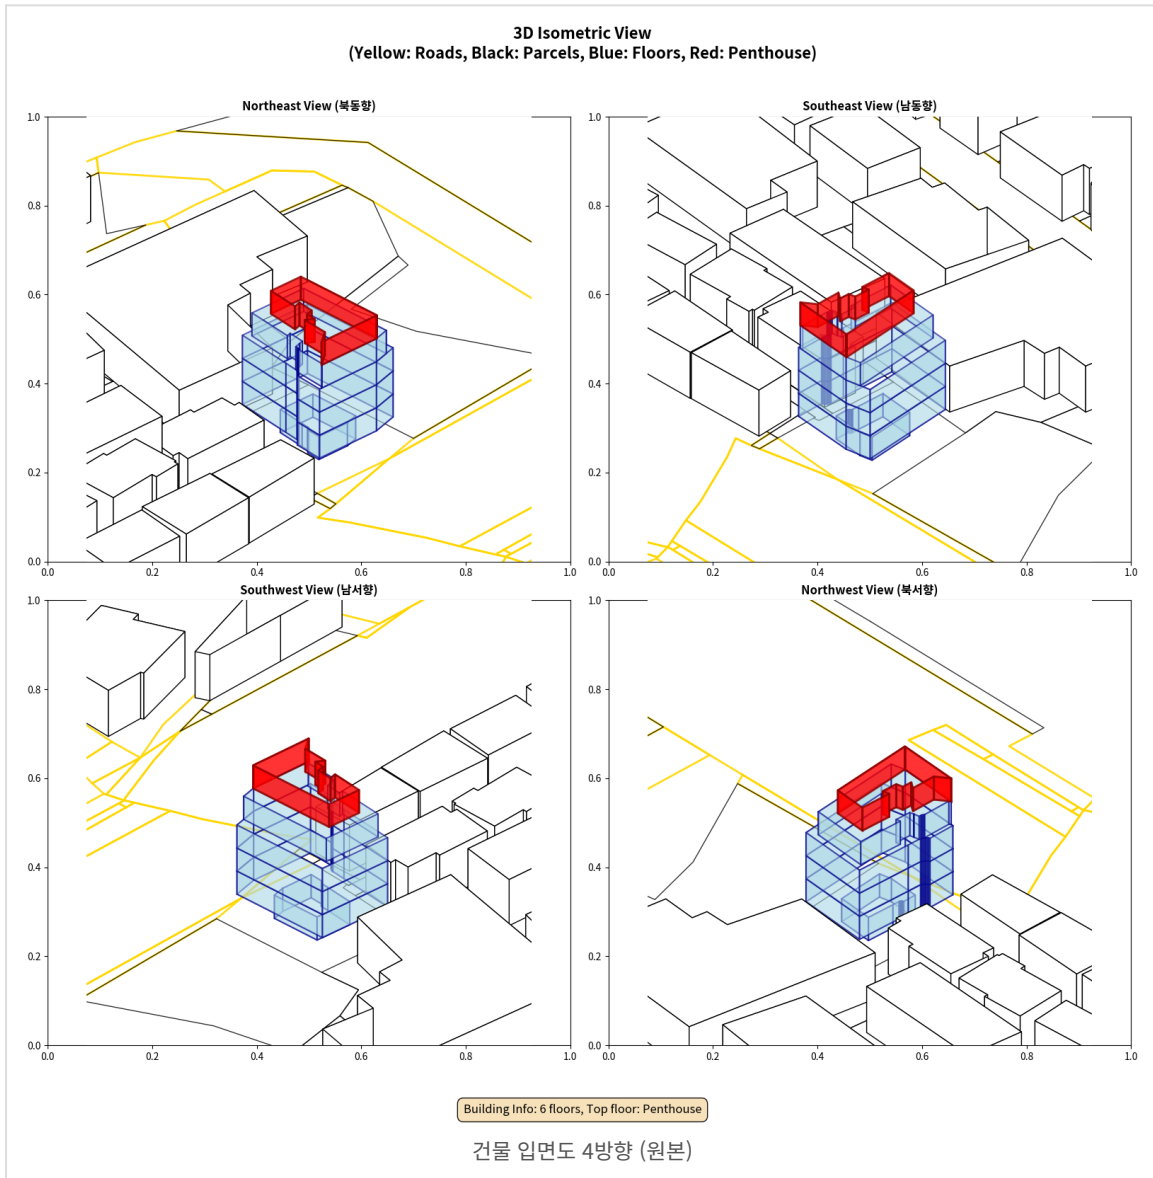 3D Isometric View
(Yellow: Roads, Black: Parcels, Blue: Floors, Red: Penthouse)
Northeast View (북동향)
1.0
0.8
0.6
0.4
0.2
0.0
0.0 0.2 0.4 0.6 0.8 1.0
Southeast View (남동향)
1.0
0.8
0.6
0.4
0.2
0.0
0.0 0.2 0.4 0.6 0.8 1.0
Southwest View (남서향)
1.0
0.8
0.6
0.4
0.2
0.0
0.0 0.2 0.4 0.6 0.8 1.0
Northwest View (북서향)
1.0
0.8
0.6
0.4
0.2
0.0
0.0 0.2 0.4 0.6 0.8 1.0
Building Info: 6 floors, Top floor: Penthouse
건물 입면도 4방향 (원본)